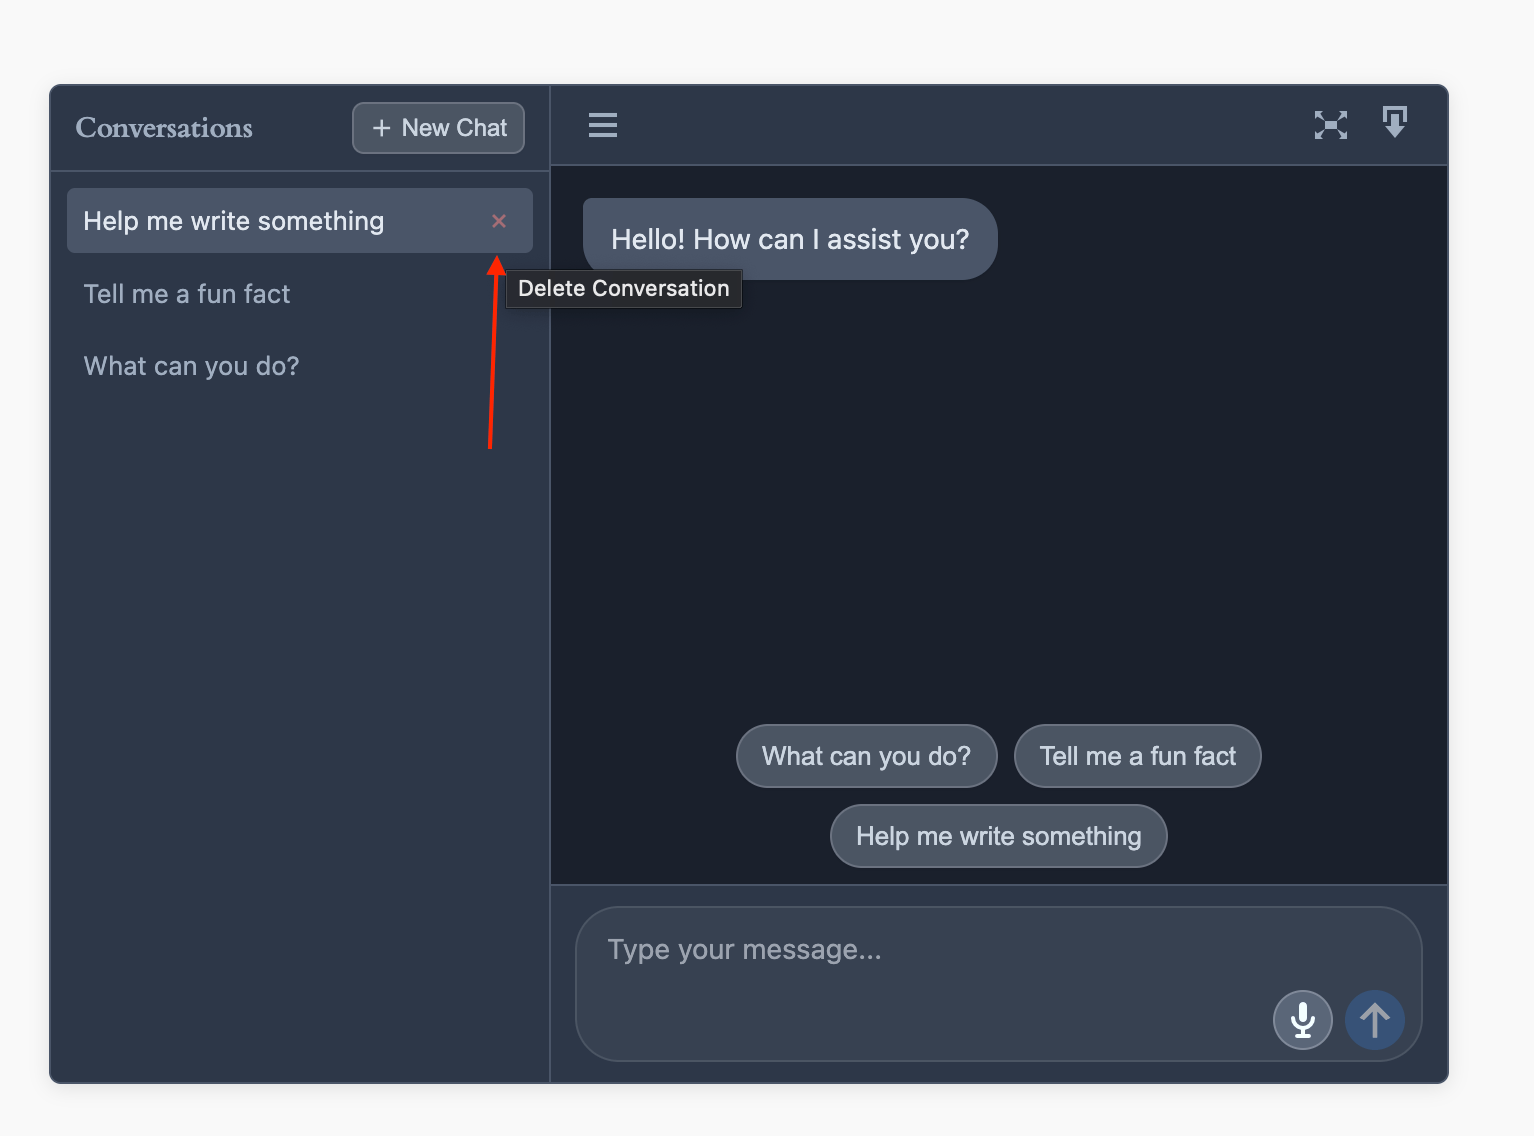 Conversations
+ New Chat
Help me write something
Tell me a fun fact
What can you do?
Hello! How can I assist you?
Delete Conversation
What can you do?
Tell me a fun fact
Help me write something
Type your message...